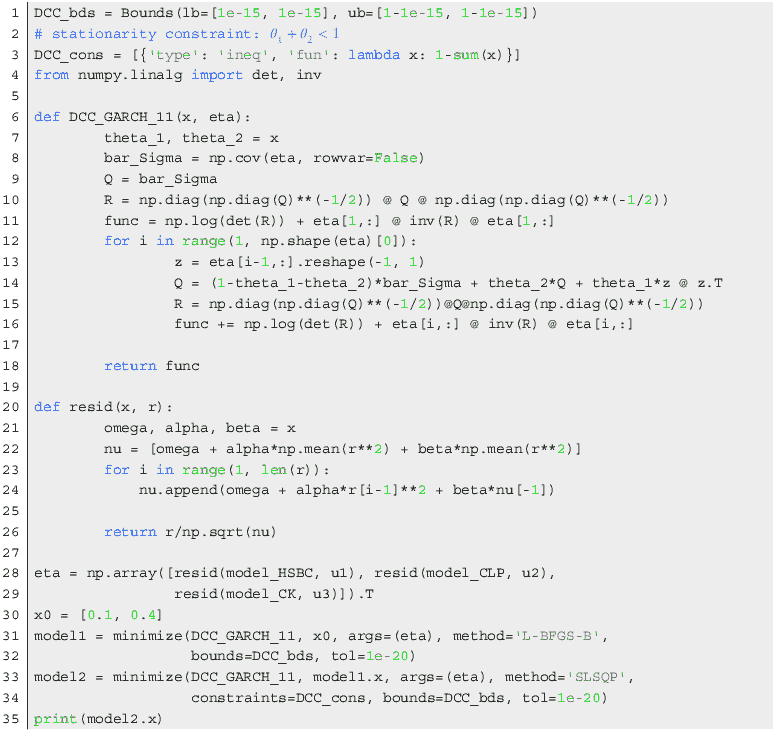 1 DCC_bds = Bounds(lb=[1e-15, 1e-15], ub=[1-1e-15, 1-1e-15])
2 # stationarity constraint: θ₁ + θ₂ < 1
3 DCC_cons = [{'type': 'ineq', 'fun': lambda x: 1-sum(x)}]
4 from numpy.linalg import det, inv
5
6 def DCC_GARCH_11(x, eta):
7 theta_1, theta_2 = x
8 bar_Sigma = np.cov(eta, rowvar=False)
9 Q = bar_Sigma
10 R = np.diag(np.diag(Q)**(-1/2)) @ Q @ np.diag(np.diag(Q)**(-1/2))
11 func = np.log(det(R)) + eta[1,:] @ inv(R) @ eta[1,:]
12 for i in range(1, np.shape(eta)[0]):
13 z = eta[i-1,:].reshape(-1, 1)
14 Q = (1-theta_1-theta_2)*bar_Sigma + theta_2*Q + theta_1*z @ z.T
15 R = np.diag(np.diag(Q)**(-1/2))@Q@np.diag(np.diag(Q)**(-1/2))
16 func += np.log(det(R)) + eta[i,:] @ inv(R) @ eta[i,:]
17
18 return func
19
20 def resid(x, r):
21 omega, alpha, beta = x
22 nu = [omega + alpha*np.mean(r**2) + beta*np.mean(r**2)]
23 for i in range(1, len(r)):
24 nu.append(omega + alpha*r[i-1]**2 + beta*nu[-1])
25
26 return r/np.sqrt(nu)
27
28 eta = np.array([resid(model_HSBC, u1), resid(model_CLP, u2),
29 resid(model_CK, u3)]).T
30 x0 = [0.1, 0.4]
31 model1 = minimize(DCC_GARCH_11, x0, args=(eta), method='L-BFGS-B',
32 bounds=DCC_bds, tol=1e-20)
33 model2 = minimize(DCC_GARCH_11, model1.x, args=(eta), method='SLSQP',
34 constraints=DCC_cons, bounds=DCC_bds, tol=1e-20)
35 print(model2.x)